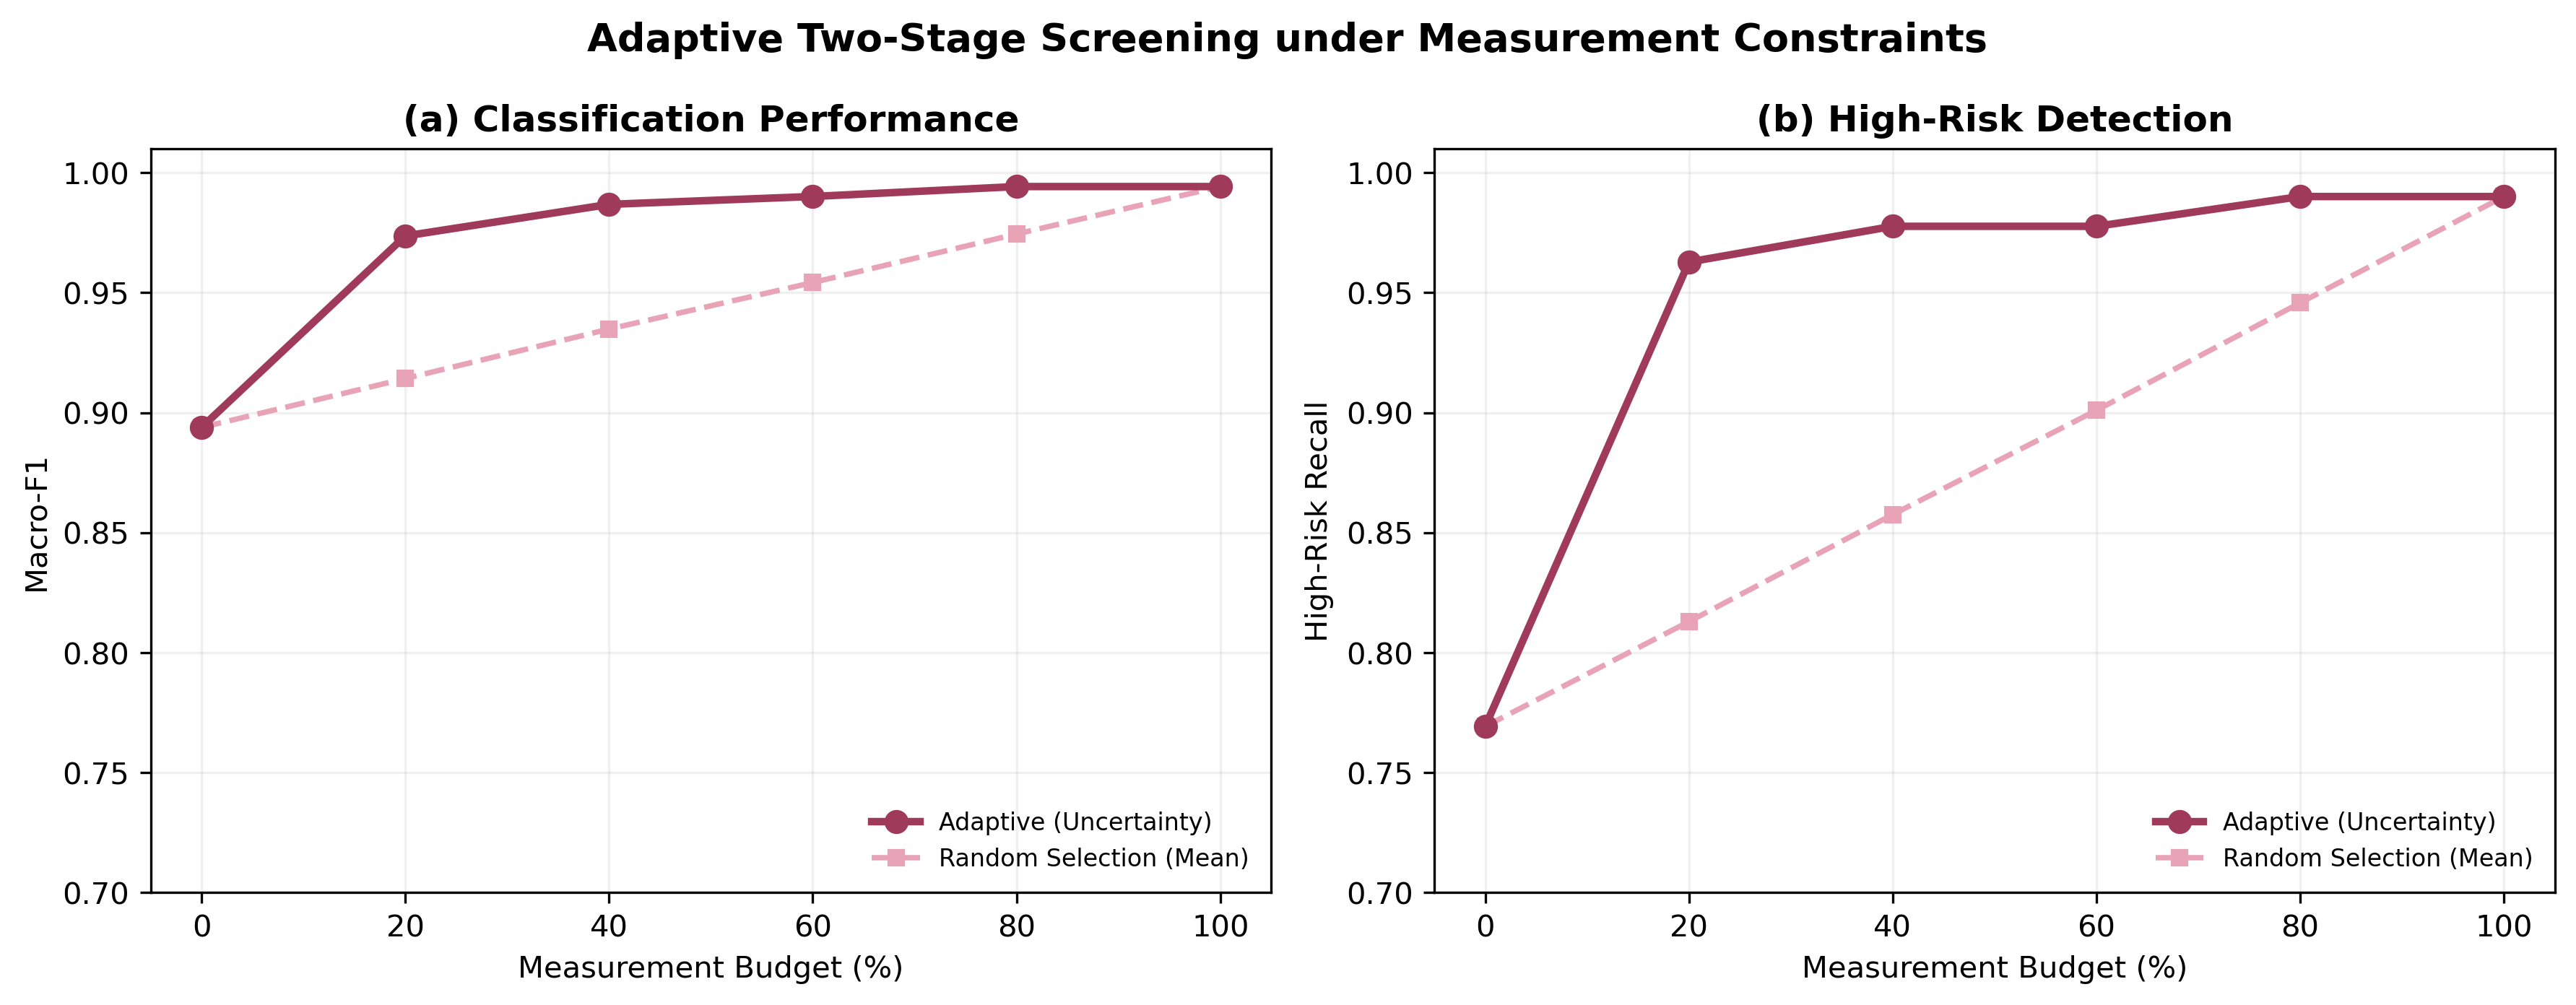 Adaptive Two-Stage Screening under Measurement Constraints
(a) Classification Performance
1.00
0.95
0.90
0.85
0.80
0.75
0.70
Macro-F1
0 20 40 60 80 100
Measurement Budget (%)
Adaptive (Uncertainty)
Random Selection (Mean)
(b) High-Risk Detection
1.00
0.95
0.90
0.85
0.80
0.75
0.70
High-Risk Recall
0 20 40 60 80 100
Measurement Budget (%)
Adaptive (Uncertainty)
Random Selection (Mean)